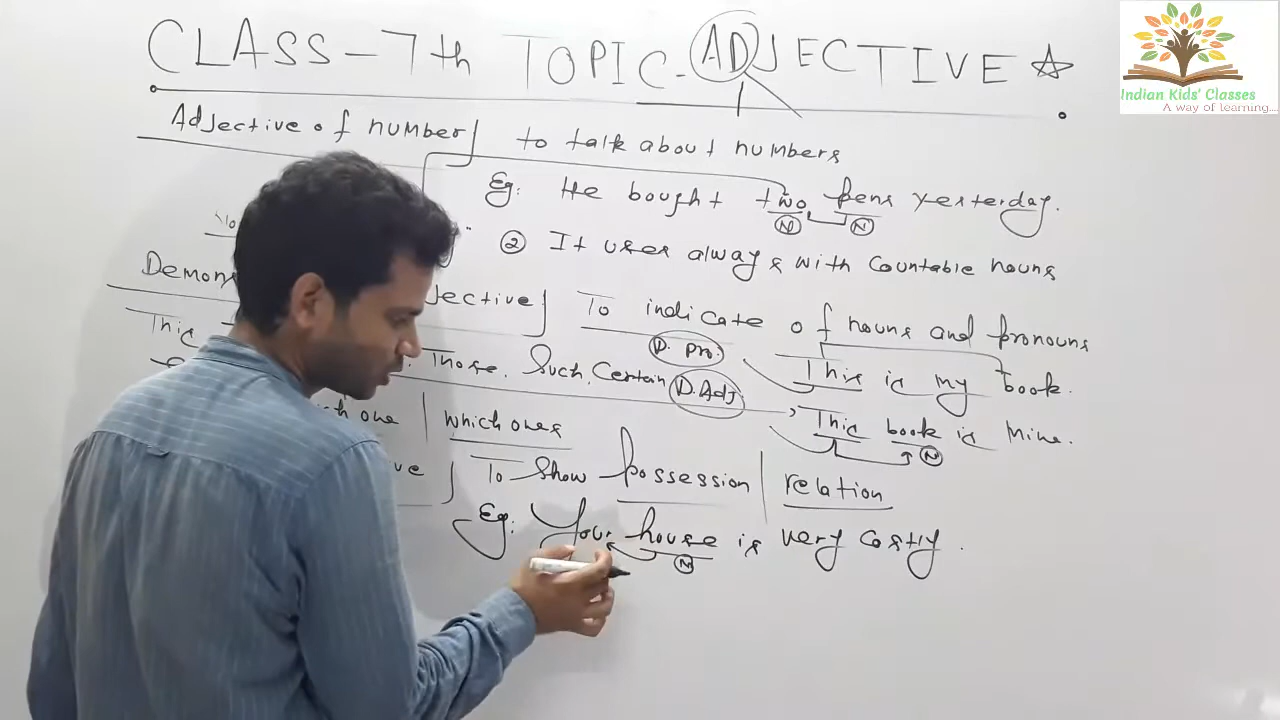 CLASS-7th TOPIC-ADJECTIVE
Indian Kids' Classes
A way of learning....
Adjective of number to talk about numbers
Eg: He bought two pens yesterday.
N N
② It uses always with Countable nouns
jective To indicate of nouns and pronouns
D. Pro. This is my book.
This Those. Such. Certain D. Adj. This book is Mine.
N
which one which ones
ve To Show possession relation
Eg: Your house is very costly.
N